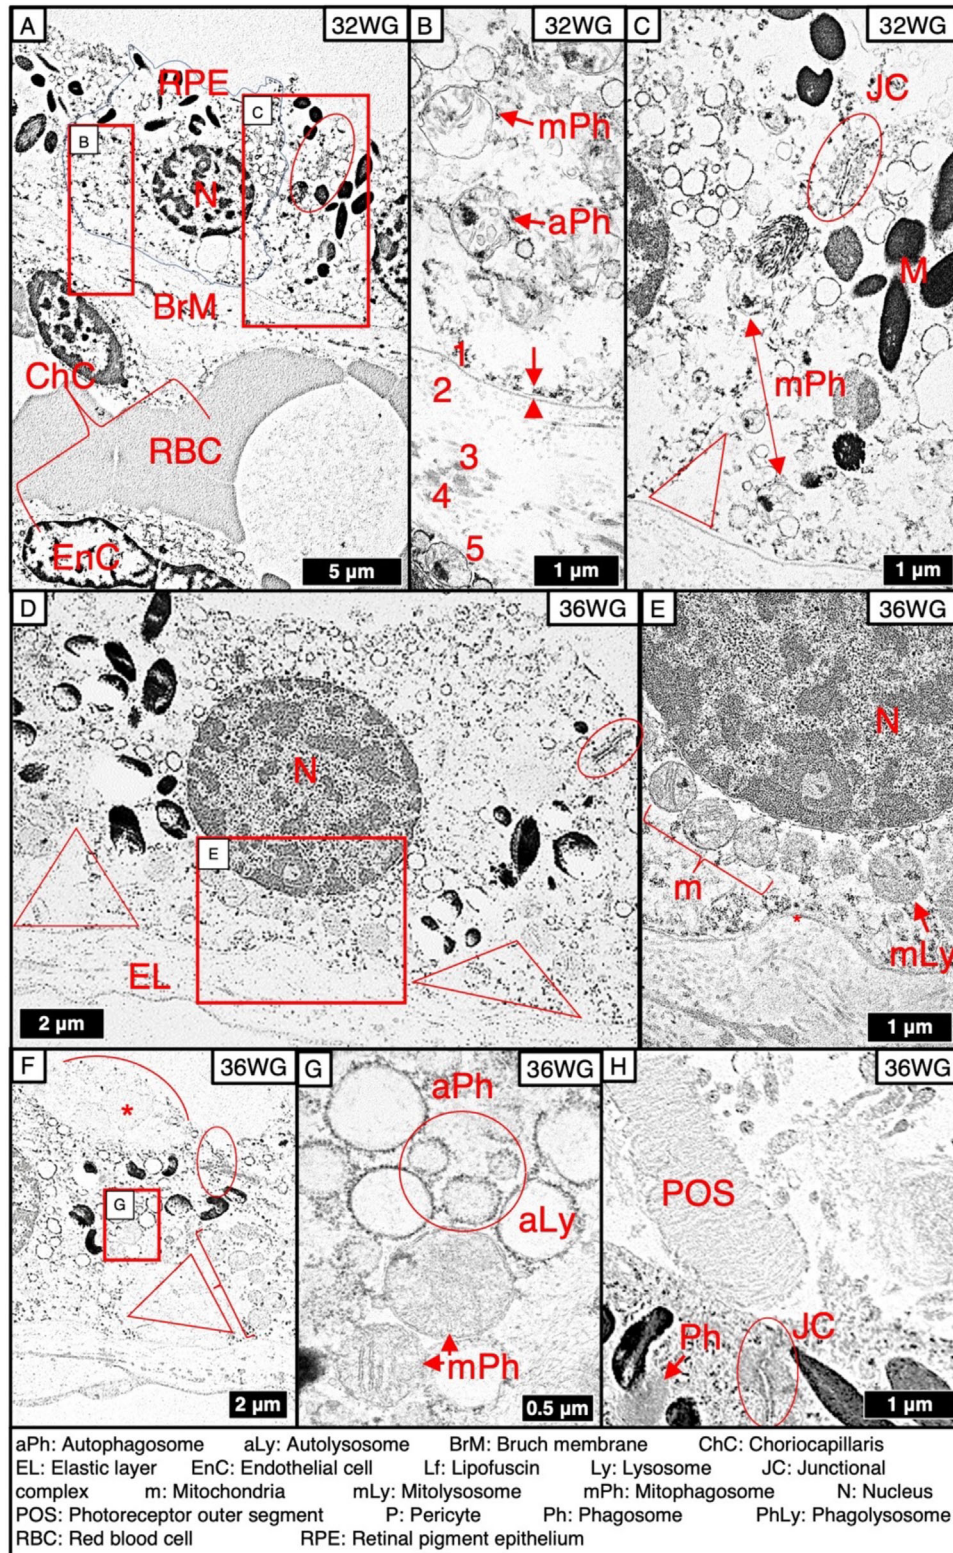 A 32WG
RPE
B
C
N
BrM
ChC
RBC
EnC
5 µm
B 32WG
mPh
aPh
1
2
3
4
5
1 µm
C 32WG
JC
M
mPh
1 µm
D 36WG
N
E
EL
2 µm
E 36WG
N
m
*
mLy
1 µm
F 36WG
*
G
2 µm
G 36WG
aPh
aLy
mPh
0.5 µm
H 36WG
POS
Ph
JC
1 µm
aPh: Autophagosome aLy: Autolysosome BrM: Bruch membrane ChC: Choriocapillaris
EL: Elastic layer EnC: Endothelial cell Lf: Lipofuscin Ly: Lysosome JC: Junctional
complex m: Mitochondria mLy: Mitolysosome mPh: Mitophagosome N: Nucleus
POS: Photoreceptor outer segment P: Pericyte Ph: Phagosome PhLy: Phagolysosome
RBC: Red blood cell RPE: Retinal pigment epithelium